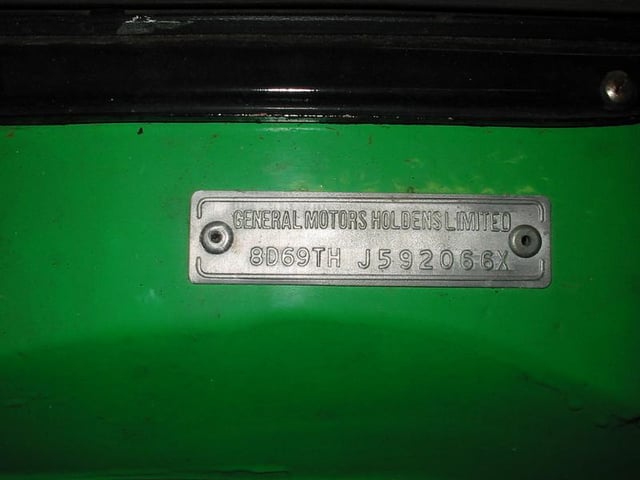 GENERAL MOTORS HOLDENS LIMITED
8D69TH J592066X